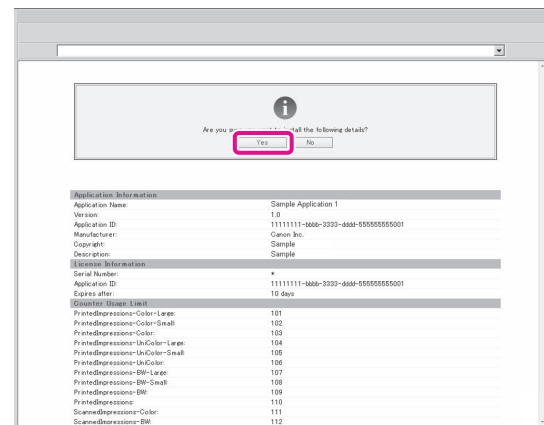 Are you to install the following details?
Yes No
Application Information
Application Name: Sample Application 1
Version: 1.0
Application ID: 11111111-bbbb-3333-dddd-555555555001
Manufacturer: Canon Inc.
Copyright: Sample
Description: Sample
License Information
Serial Number: *
Application ID: 11111111-bbbb-3333-dddd-555555555001
Expires after: 10 days
Counter Usage Limit
PrintedImpressions-Color-Large: 101
PrintedImpressions-Color-Small: 102
PrintedImpressions-Color: 103
PrintedImpressions-UniColor-Large: 104
PrintedImpressions-UniColor-Small: 105
PrintedImpressions-UniColor: 106
PrintedImpressions-BW-Large: 107
PrintedImpressions-BW-Small: 108
PrintedImpressions-BW: 109
PrintedImpressions: 110
ScannedImpressions-Color: 111
ScannedImpressions-BW: 112